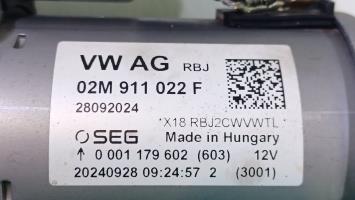 VW AG RBJ
02M 911 022 F
28092024
*X18 RBJ2CWVWTL*
SEG Made in Hungary
↑ 0 001 179 602 (603) 12V
20240928 09:24:57 2 (3001)